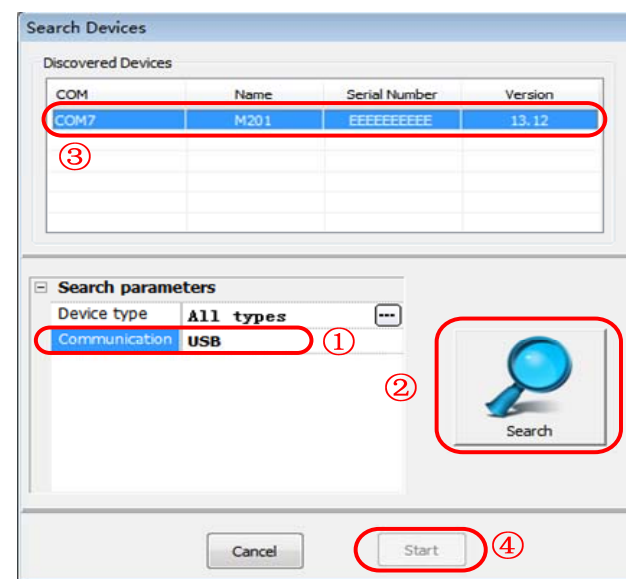 Search Devices
Discovered Devices
COM Name Serial Number Version
COM7 M201 EEEEEEEEEE 13.12
③
Search parameters
Device type All types ...
Communication USB ①
②
Search
Cancel Start ④